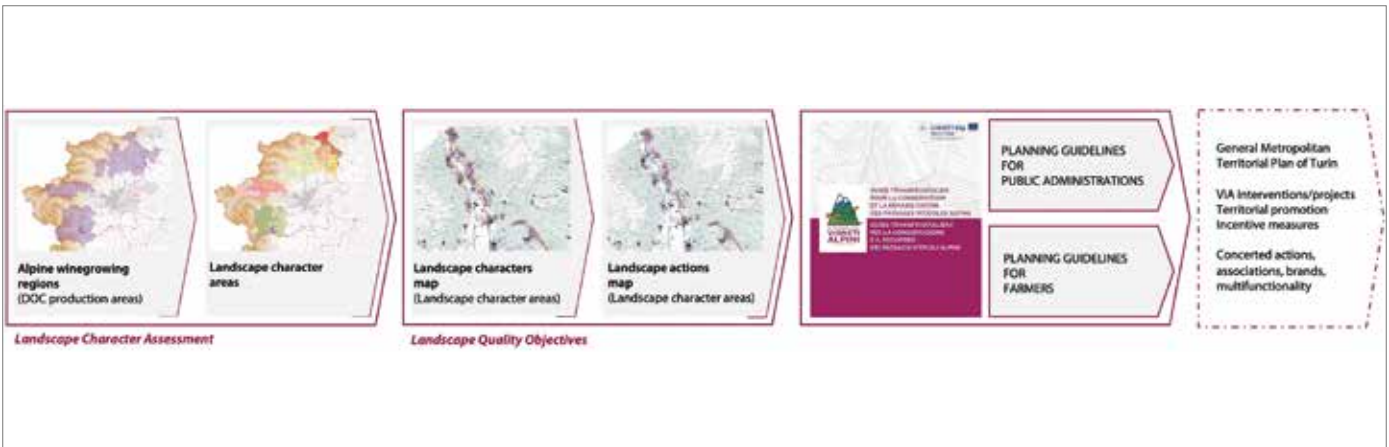 Alpine winegrowing
regions
(DOC production areas)
Landscape character
areas
Landscape Character Assessment
Landscape characters
map
(Landscape character areas)
Landscape actions
map
(Landscape character areas)
Landscape Quality Objectives
VIGNETI
ALPINI
PLANNING GUIDELINES
FOR
PUBLIC ADMINISTRATIONS
PLANNING GUIDELINES
FOR
FARMERS
General Metropolitan
Territorial Plan of Turin
VIA Interventions/projects
Territorial promotion
Incentive measures
Concerted actions,
associations, brands,
multifunctionality